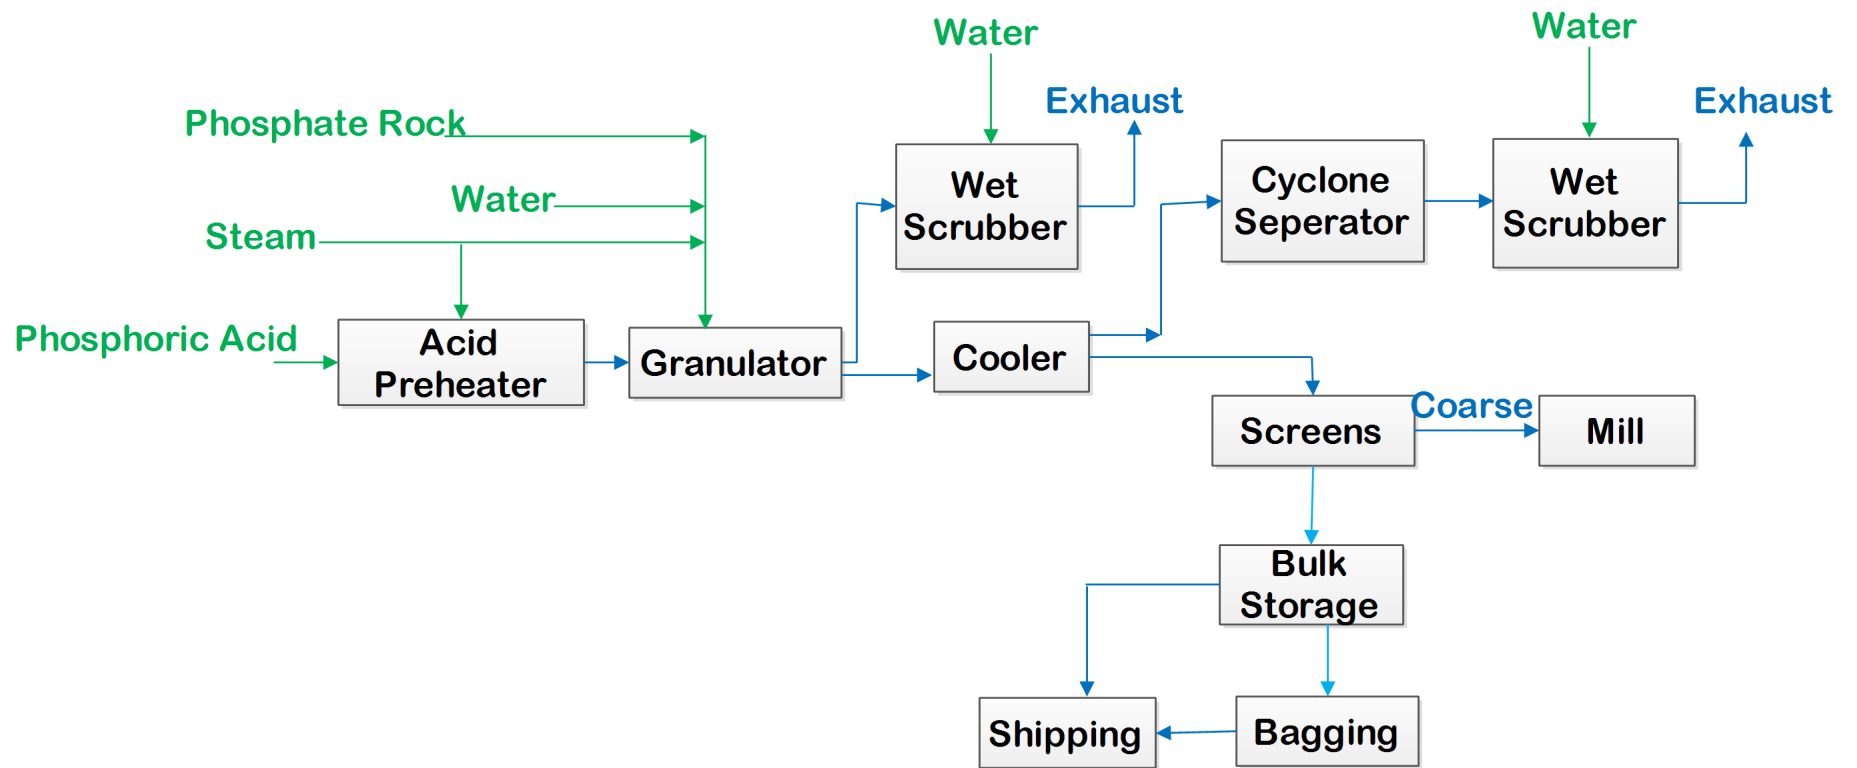 Water
Water
Exhaust
Exhaust
Phosphate Rock
Water
Steam
Wet
Scrubber
Cyclone
Seperator
Wet
Scrubber
Phosphoric Acid
Acid
Preheater
Granulator
Cooler
Screens
Coarse
Mill
Bulk
Storage
Shipping
Bagging